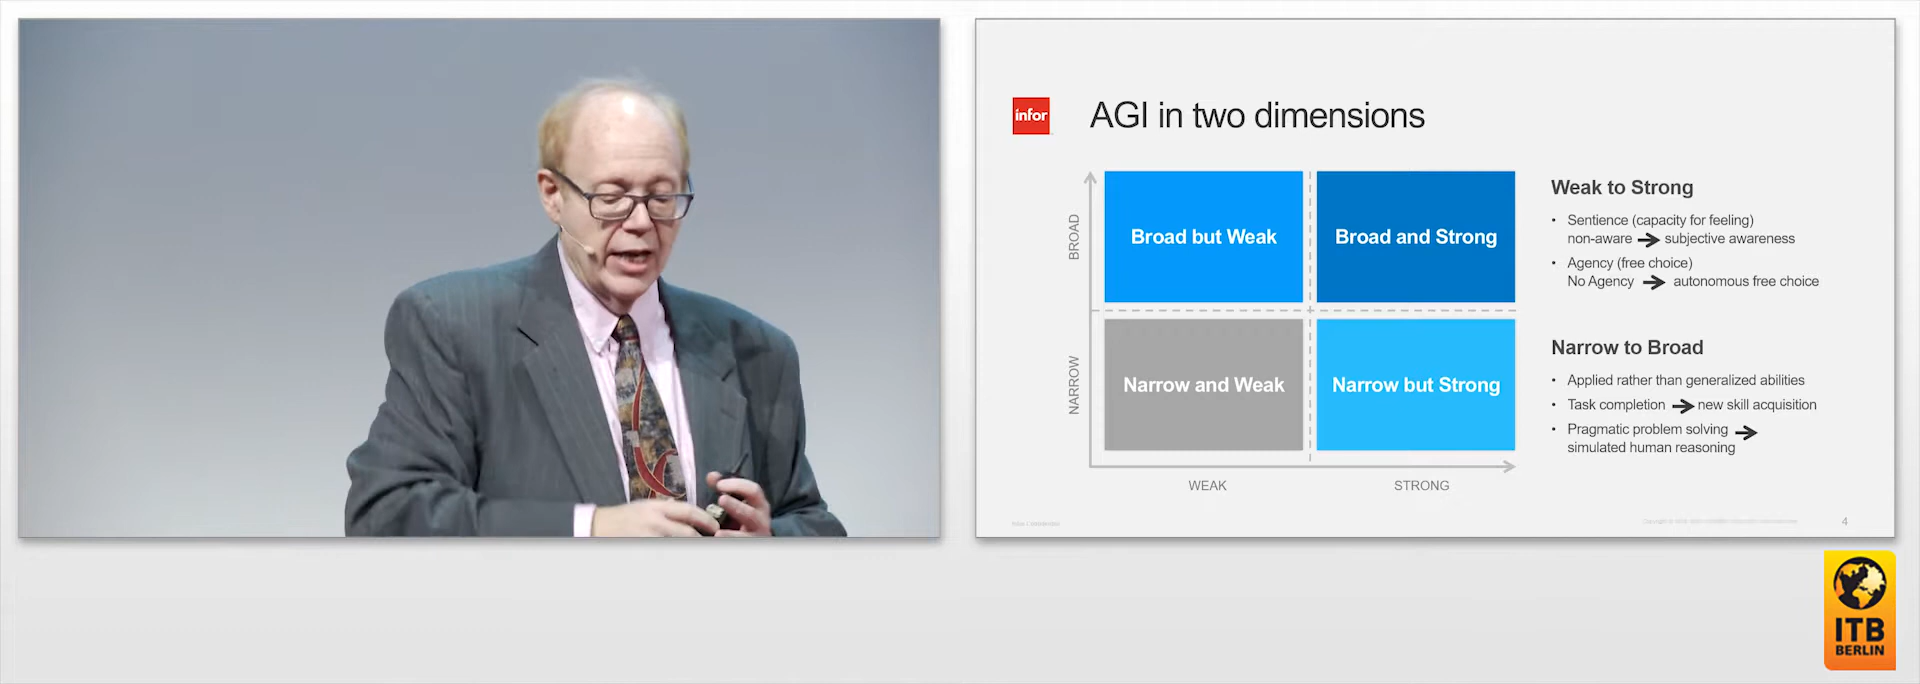 infor
AGI in two dimensions
BROAD
NARROW
Broad but Weak
Broad and Strong
Narrow and Weak
Narrow but Strong
WEAK
STRONG
Weak to Strong
• Sentience (capacity for feeling)
non-aware ➔ subjective awareness
• Agency (free choice)
No Agency ➔ autonomous free choice
Narrow to Broad
• Applied rather than generalized abilities
• Task completion ➔ new skill acquisition
• Pragmatic problem solving ➔
simulated human reasoning
4
ITB
BERLIN